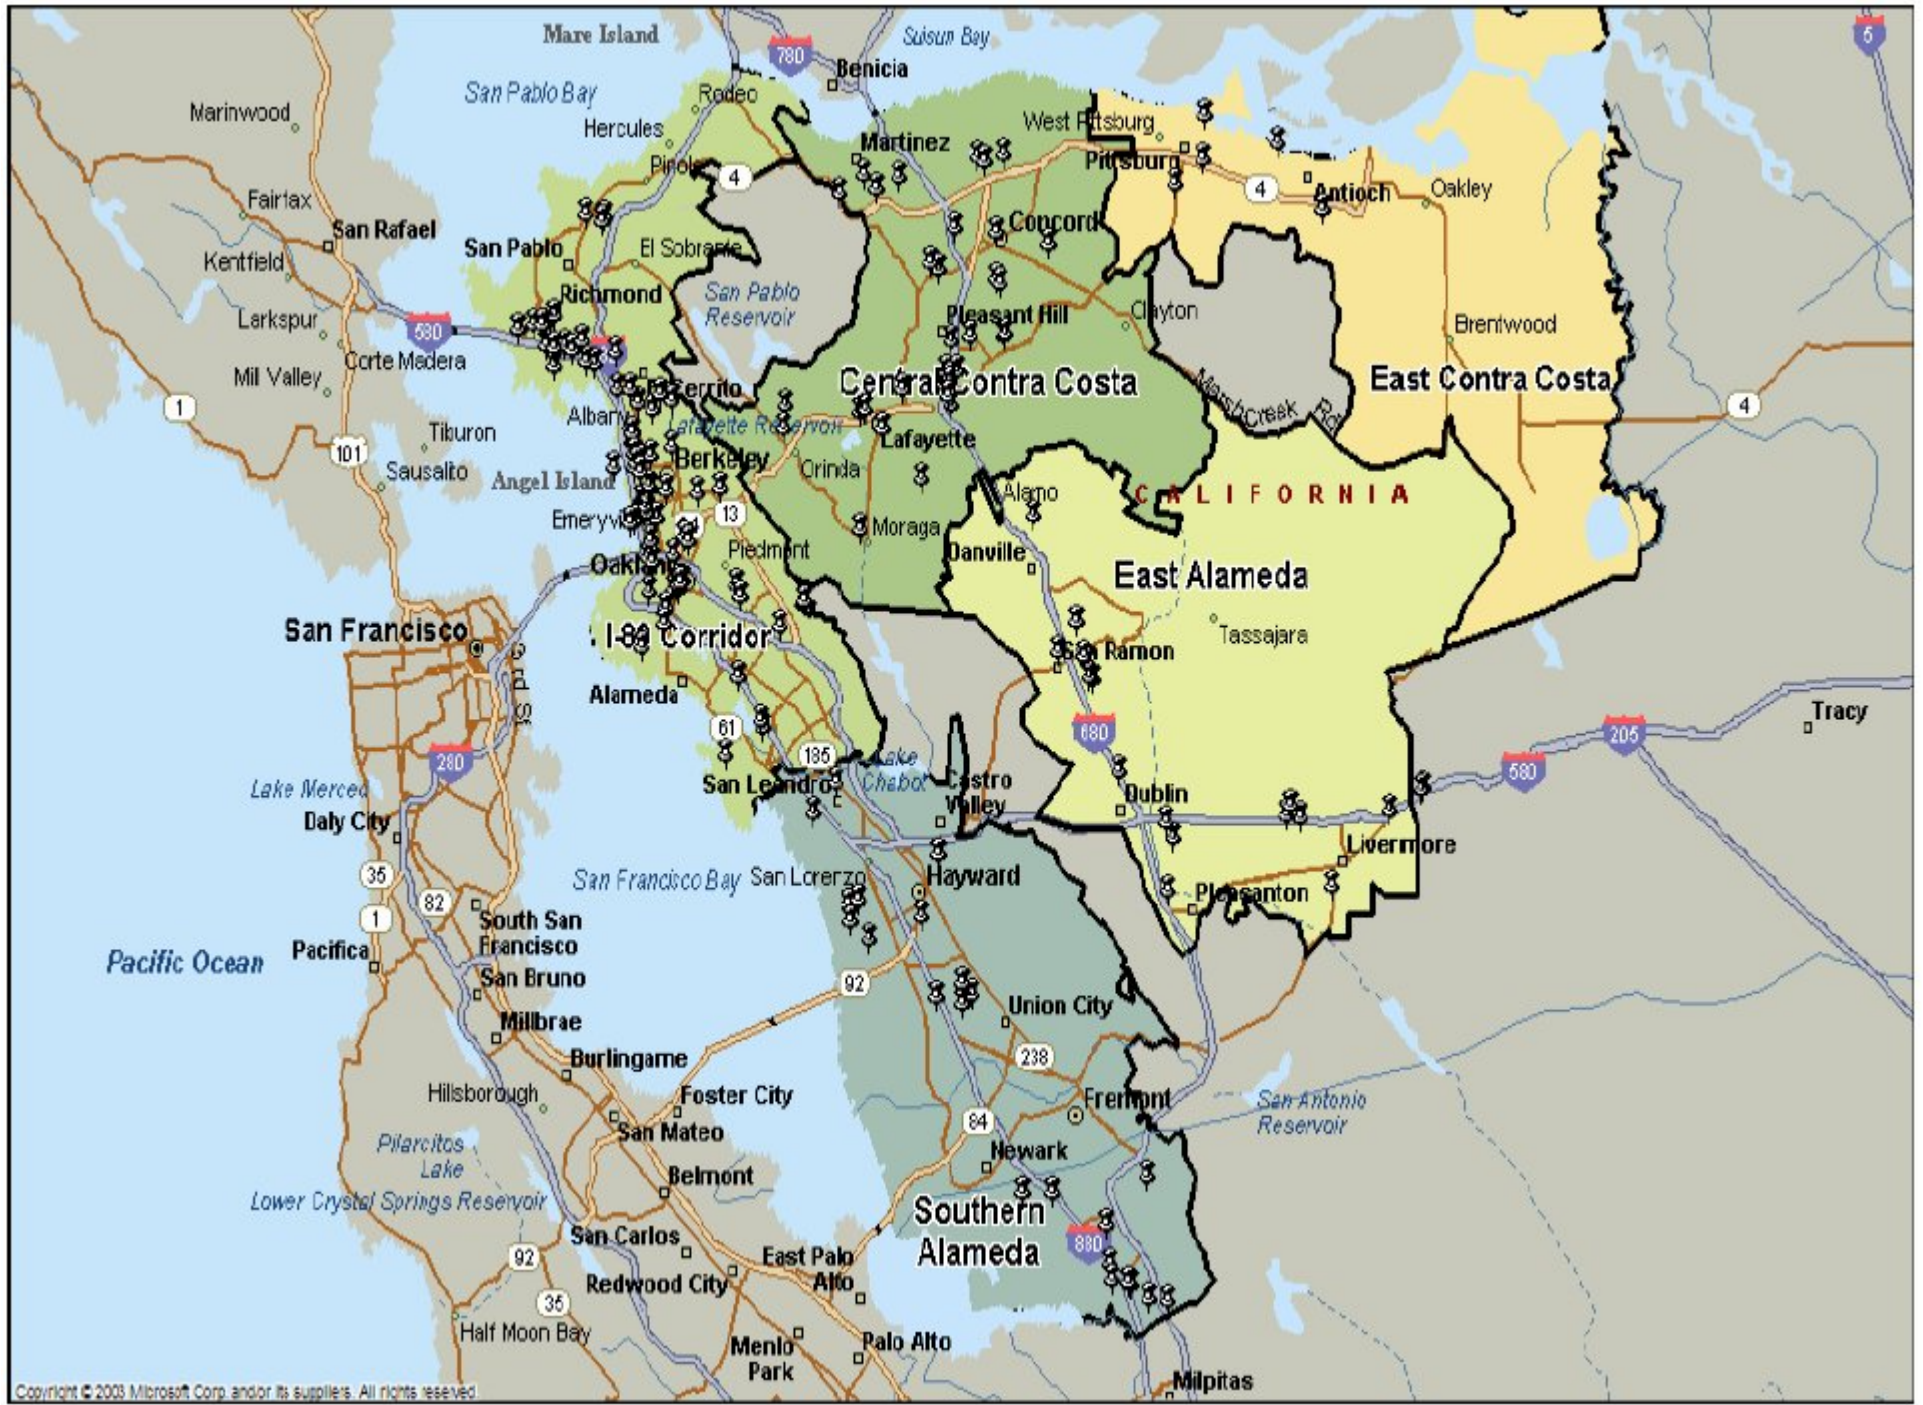 Mare Island
780
Suisun Bay
5
Benicia
San Pablo Bay
Rodeo
Marinwood
Hercules
West Pittsburg
Martinez
Pittsburg
4
4
Antioch
Oakley
Fairfax
San Rafael
Concord
San Pablo
El Sobrante
Kentfield
Richmond
San Pablo
Reservoir
Pleasant Hill
Clayton
Larkspur
580
Brentwood
Corte Madera
Mill Valley
Central Contra Costa
East Contra Costa
Marshcreek Rd
1
4
Albany
Lafayette Reservoir
Tiburon
101
Lafayette
Berkeley
Orinda
Sausalito
Angel Island
Alamo
CALIFORNIA
13
Moraga
Piedmont
Danville
East Alameda
San Francisco
Tassajara
2nd St
Alameda
San Ramon
61
680
Tracy
205
185
280
Lake
Chabot
580
San Leandro
Castro
Valley
Lake Merced
Dublin
Daly City
Livermore
35
San Francisco Bay
San Lorenzo
Hayward
82
Pleasanton
1
South San
Francisco
Pacifica
Pacific Ocean
San Bruno
92
Union City
Millbrae
Burlingame
238
Hillsborough
Foster City
Fremont
San Antonio
Reservoir
84
San Mateo
Pilarcitos
Lake
Newark
Belmont
Lower Crystal Springs Reservoir
Southern
Alameda
San Carlos
880
92
East Palo
Alto
Redwood City
35
Half Moon Bay
Menlo
Park
Palo Alto
Milpitas
Copyright © 2003 Microsoft Corp. and/or its suppliers. All rights reserved.